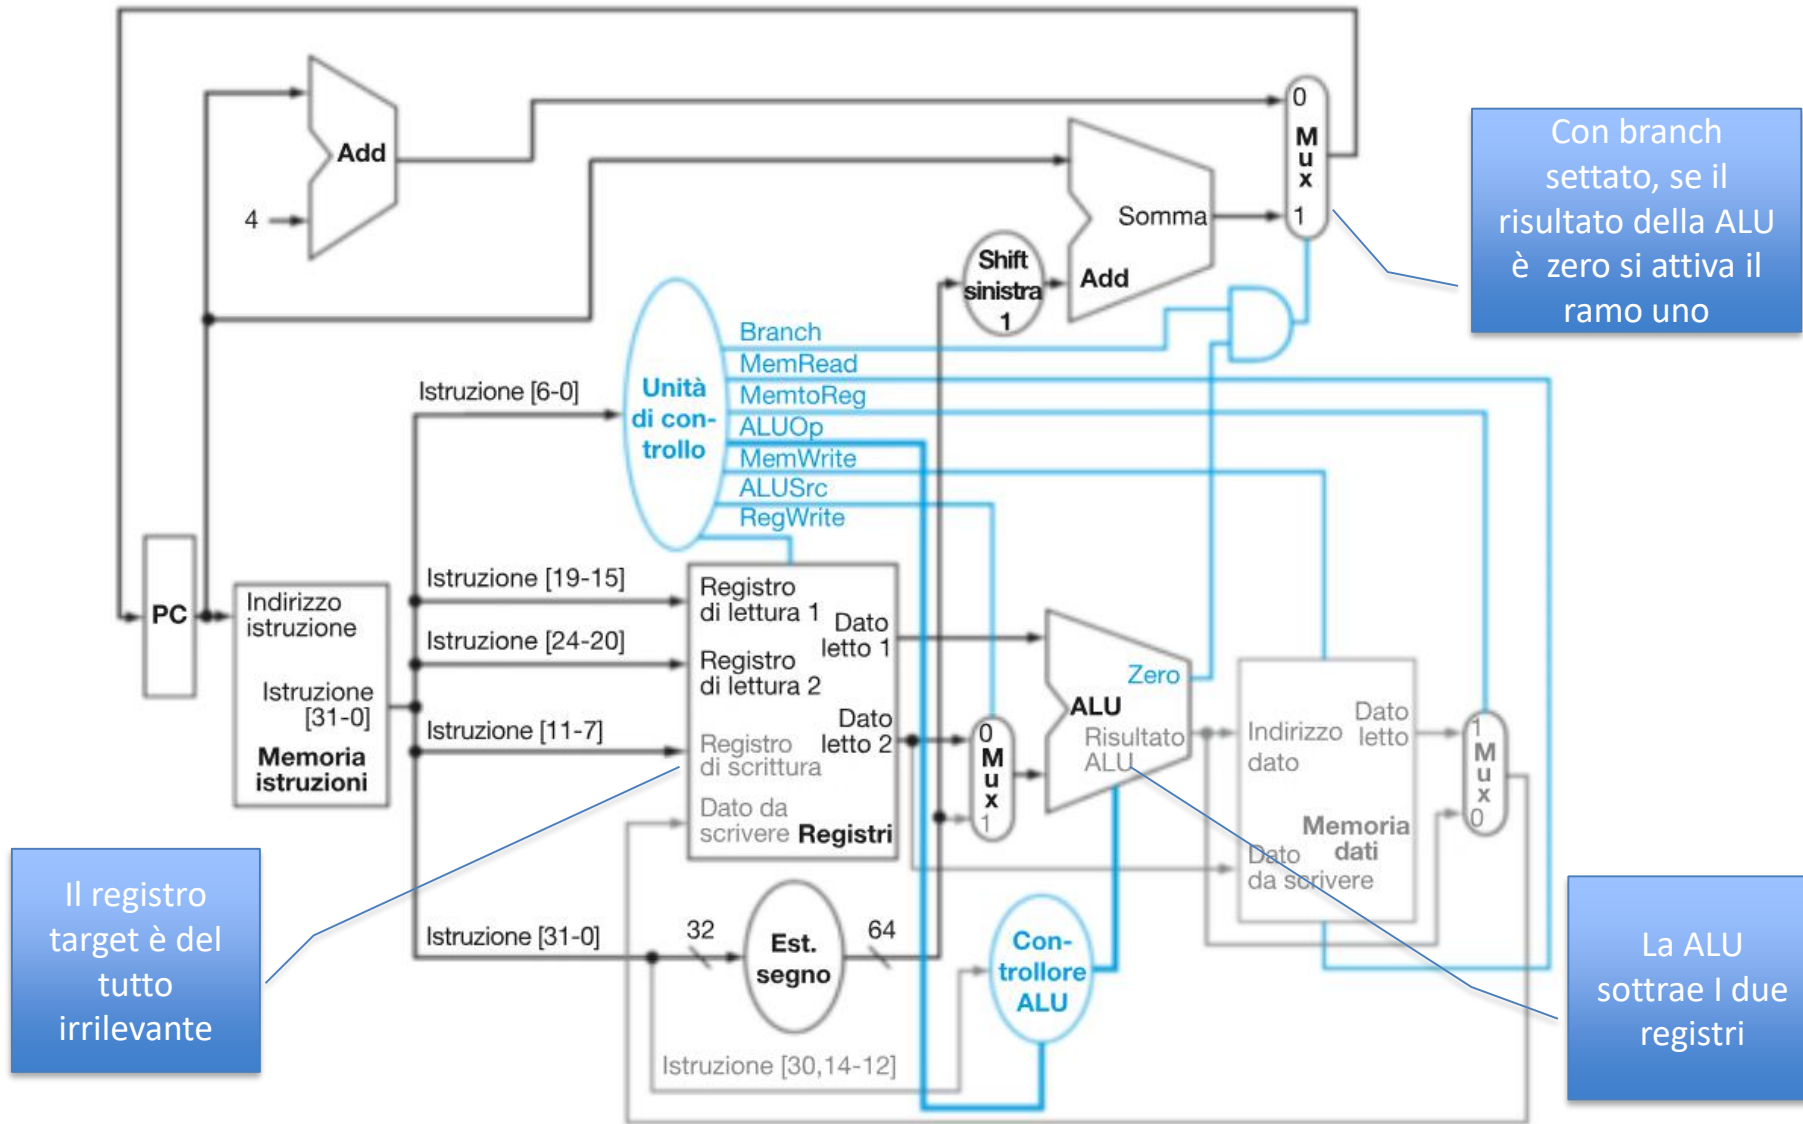 Add
4
0
M
u
x
1
Con branch
settato, se il
risultato della ALU
è zero si attiva il
ramo uno
Somma
Add
Shift
sinistra
1
Branch
MemRead
MemtoReg
ALUOp
MemWrite
ALUSrc
RegWrite
Unità
di con-
trollo
Istruzione [6-0]
PC
Indirizzo
istruzione
Istruzione
[31-0]
Memoria
istruzioni
Istruzione [19-15]
Istruzione [24-20]
Istruzione [11-7]
Istruzione [31-0]
Registro
di lettura 1
Registro
di lettura 2
Registro
di scrittura
Dato da
scrivere
Registri
Dato
letto 1
Dato
letto 2
0
M
u
x
1
Zero
ALU
Risultato
ALU
Indirizzo
dato
Dato
letto
Memoria
dati
Dato
da scrivere
1
M
u
x
0
32
Est.
segno
64
Con-
trollore
ALU
Istruzione [30,14-12]
Il registro
target è del
tutto
irrilevante
La ALU
sottrae I due
registri